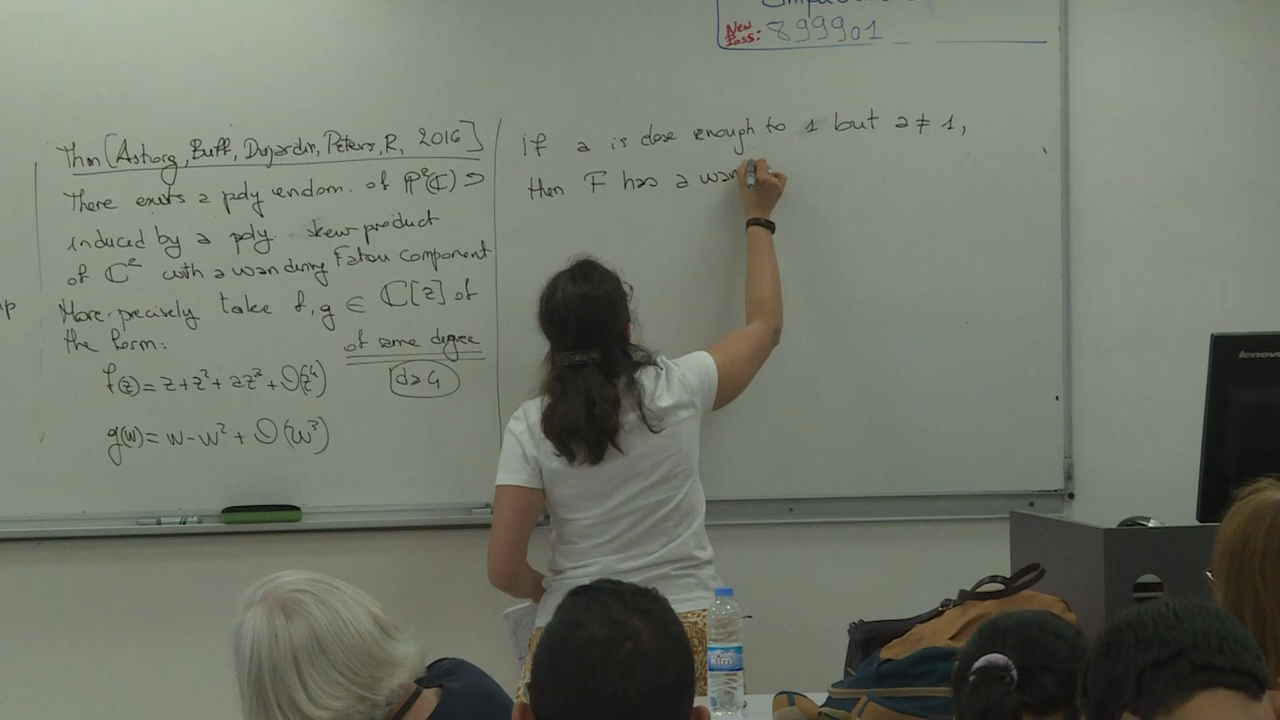 New Pass: 899901
Thm [Astorg, Buff, Dujardin, Peters, R, 2016]
There exists a poly endom. of P²(ℂ) ⊃
induced by a poly. skew product
of ℂ² with a wandering Fatou component
More precisely take f, g ∈ ℂ[z] of
the form: of same degree
f(z) = z + z² + az³ + O(z⁴) d≥4
g(w) = w - w² + O(w³)
if a is close enough to 1 but a ≠ 1,
then F has a wan
lenovo
kim